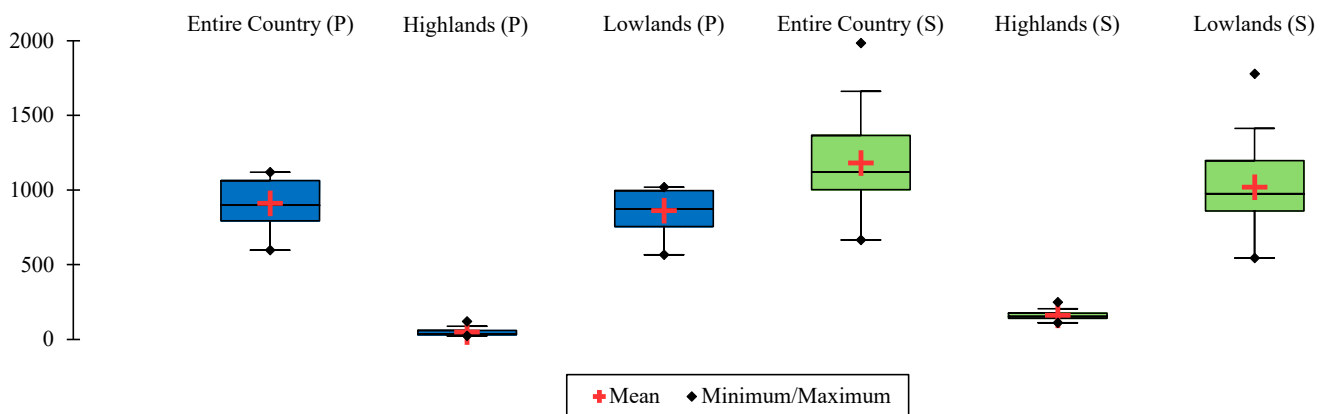 Entire Country (P) Highlands (P) Lowlands (P) Entire Country (S) Highlands (S) Lowlands (S)
2000
1500
1000
500
0
Mean Minimum/Maximum